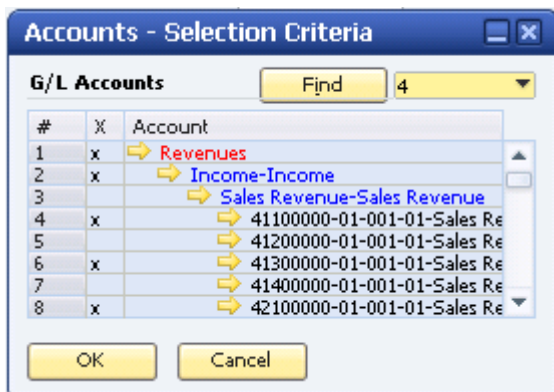 Accounts - Selection Criteria
G/L Accounts Find 4
# X Account
1 x Revenues
2 x Income-Income
3 Sales Revenue-Sales Revenue
4 x 41100000-01-001-01-Sales Re
5 41200000-01-001-01-Sales Re
6 x 41300000-01-001-01-Sales Re
7 41400000-01-001-01-Sales Re
8 x 42100000-01-001-01-Sales Re
OK Cancel